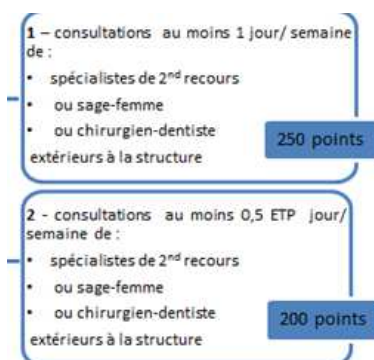 1 – consultations au moins 1 jour/ semaine
de :
• spécialistes de 2nd recours
• ou sage-femme
• ou chirurgien-dentiste
extérieurs à la structure
250 points
2 - consultations au moins 0,5 ETP jour/
semaine de :
• spécialistes de 2nd recours
• ou sage-femme
• ou chirurgien-dentiste
extérieurs à la structure
200 points